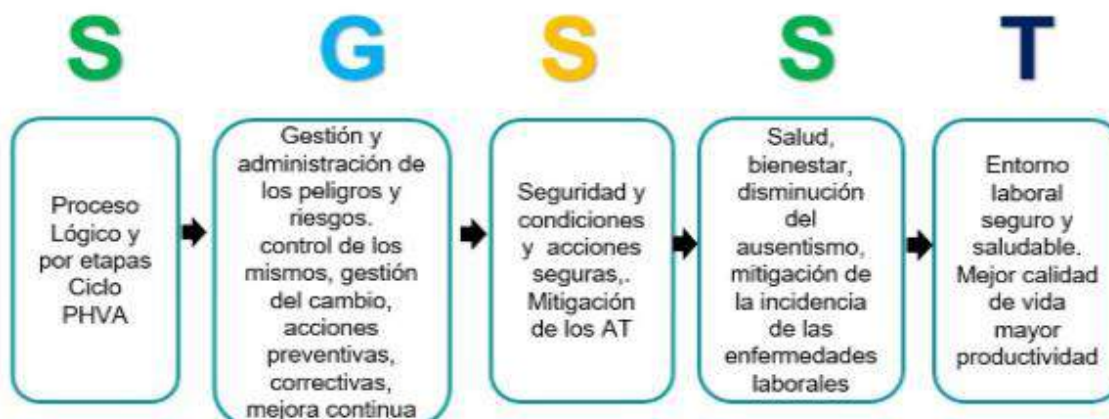 S
G
S
S
T
Proceso
Lógico y
por etapas
Ciclo
PHVA
Gestión y
administración de
los peligros y
riesgos.
control de los
mismos, gestión
del cambio,
acciones
preventivas,
correctivas,
mejora continua
Seguridad y
condiciones
y acciones
seguras,.
Mitigación
de los AT
Salud,
bienestar,
disminución
del
ausentismo,
mitigación de
la incidencia
de las
enfermedades
laborales
Entorno
laboral
seguro y
saludable.
Mejor calidad
de vida
mayor
productividad